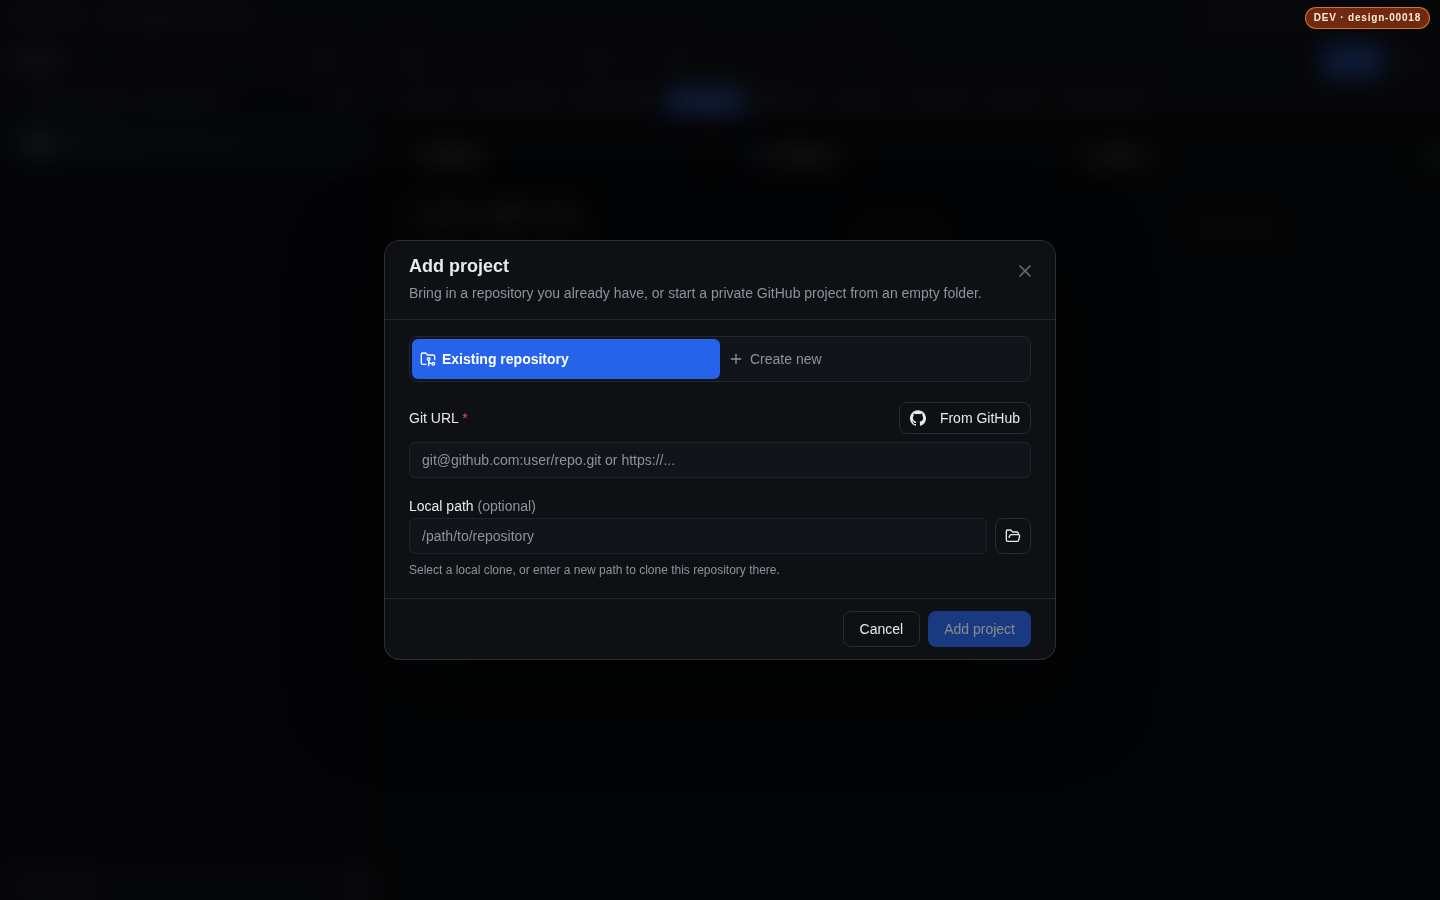 DEV · design-00018
Add project
Bring in a repository you already have, or start a private GitHub project from an empty folder.
Existing repository
Create new
Git URL *
From GitHub
git@github.com:user/repo.git or https://...
Local path (optional)
/path/to/repository
Select a local clone, or enter a new path to clone this repository there.
Cancel
Add project